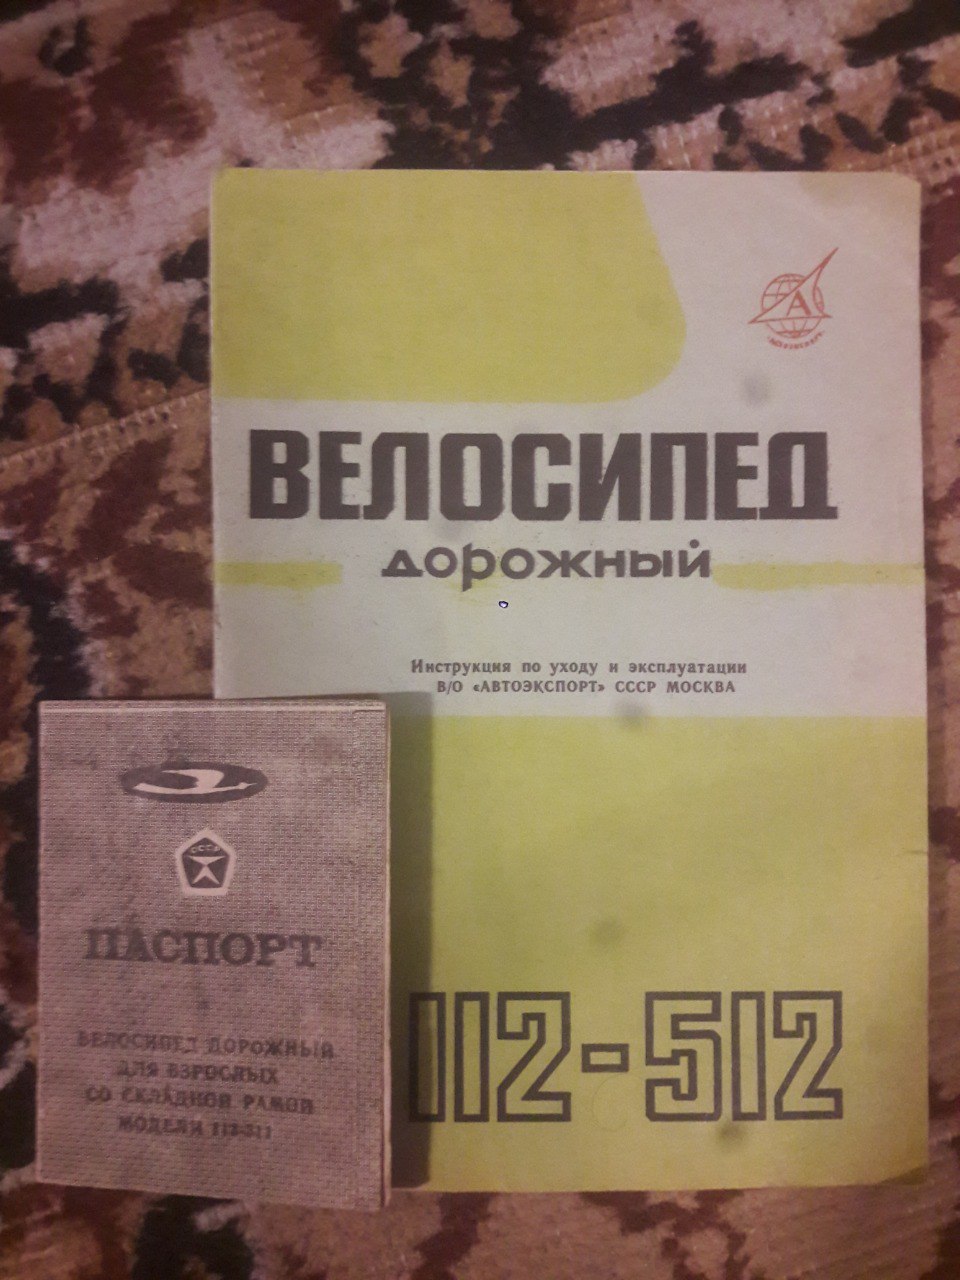 ВЕЛОСИПЕД
дорожный
Инструкция по уходу и эксплуатации
В/О «АВТОЭКСПОРТ» СССР МОСКВА
112-512
А
СССР
ПАСПОРТ
ВЕЛОСИПЕД ДОРОЖНЫЙ
ДЛЯ ВЗРОСЛЫХ
СО СКЛАДНОЙ РАМОЙ
МОДЕЛИ